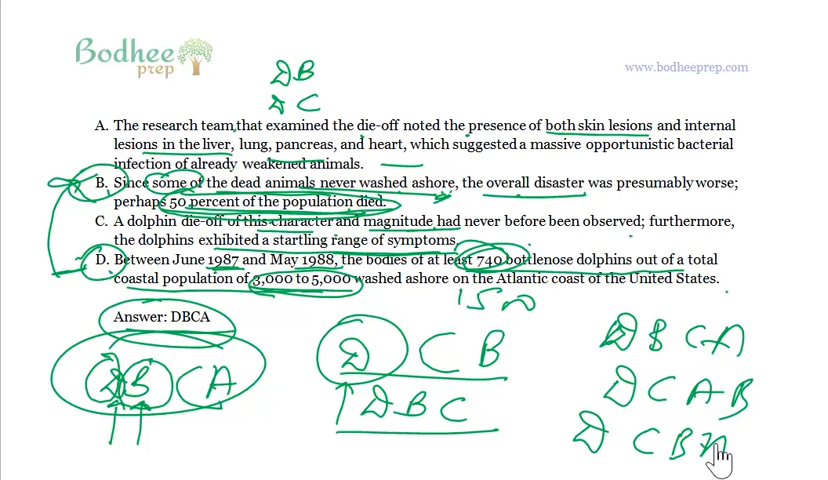 Bodhee
prep
www.bodheeprep.com
D B
D C
A. The research team that examined the die-off noted the presence of both skin lesions and internal
lesions in the liver, lung, pancreas, and heart, which suggested a massive opportunistic bacterial
infection of already weakened animals.
B. Since some of the dead animals never washed ashore, the overall disaster was presumably worse;
perhaps 50 percent of the population died.
C. A dolphin die-off of this character and magnitude had never before been observed; furthermore,
the dolphins exhibited a startling range of symptoms.
D. Between June 1987 and May 1988, the bodies of at least 740 bottlenose dolphins out of a total
coastal population of 3,000 to 5,000 washed ashore on the Atlantic coast of the United States.
1500
Answer: DBCA
D B C A
D C B
D B C
D B C A
D C A B
D C B A